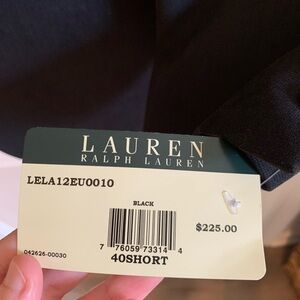 LAUREN
RALPH LAUREN
LELA12EU0010
BLACK
$225.00
7 76059 73314 4
40SHORT
042626-00030